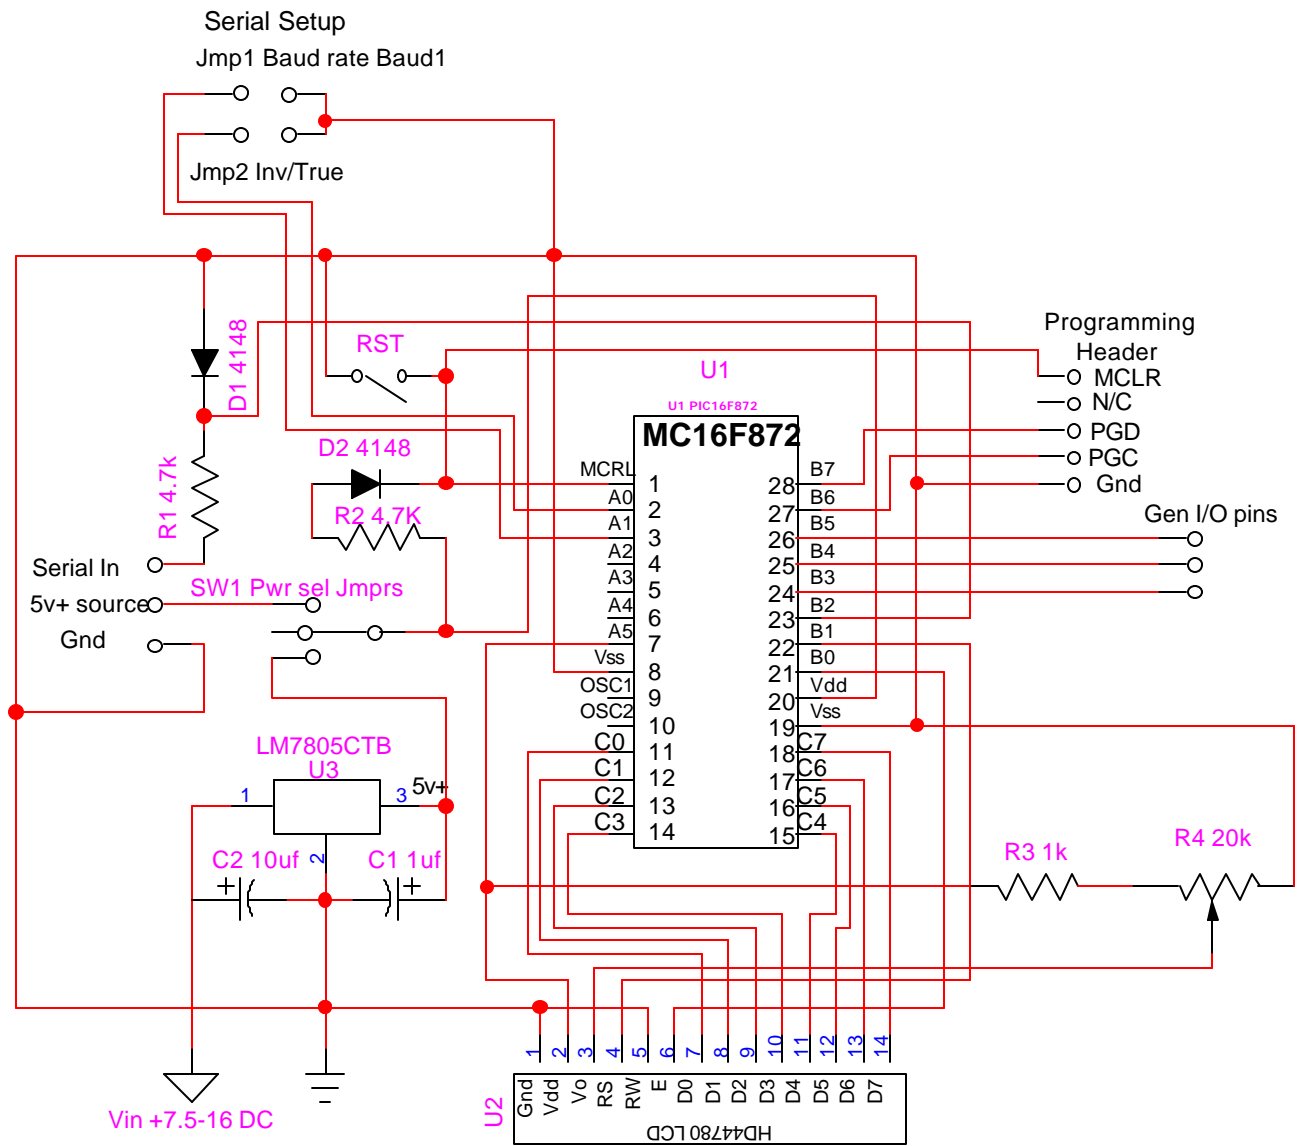 Serial Setup
Jmp1 Baud rate Baud1
Jmp2 Inv/True
D1 4148
RST
U1
U1 PIC16F872
MC16F872
Programming
Header
MCLR
N/C
PGD
PGC
Gnd
Gen I/O pins
D2 4148
R2 4.7K
R1 4.7k
Serial In
5v+ source
Gnd
SW1 Pwr sel Jmprs
MCRL 1
A0 2
A1 3
A2 4
A3 5
A4 6
A5 7
Vss 8
OSC1 9
OSC2 10
C0 11
C1 12
C2 13
C3 14
B7 28
B6 27
B5 26
B4 25
B3 24
B2 23
B1 22
B0 21
Vdd 20
Vss 19
C7 18
C6 17
C5 16
C4 15
LM7805CTB
U3
1
3
5v+
2
C2 10uf
C1 1uf
R3 1k
R4 20k
Vin +7.5-16 DC
U2
1 2 3 4 5 6 7 8 9 10 11 12 13 14
Gnd Vdd Vo RS RW E D0 D1 D2 D3 D4 D5 D6 D7
HD44780 LCD